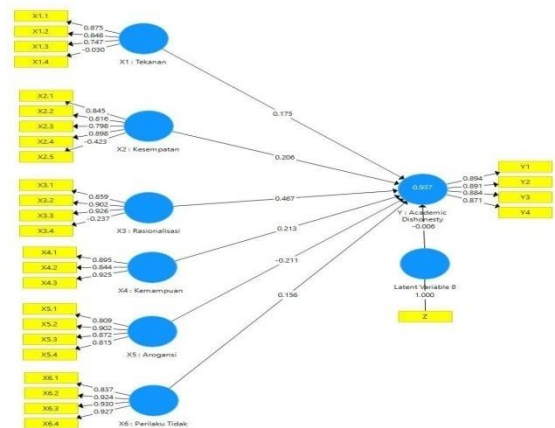 X1.1
X1.2
X1.3
X1.4
0.875
0.848
0.747
-0.030
X1 : Tekanan
0.175
X2.1
X2.2
X2.3
X2.4
X2.5
0.845
0.816
0.798
0.896
-0.423
X2 : Kesempatan
0.206
X3.1
X3.2
X3.3
X3.4
0.859
0.902
0.926
-0.237
X3 : Rasionalisasi
0.467
X4.1
X4.2
X4.3
0.895
0.844
0.925
X4 : Kemampuan
0.213
X5.1
X5.2
X5.3
X5.4
0.809
0.902
0.872
0.815
X5 : Arogansi
-0.211
X6.1
X6.2
X6.3
X6.4
0.837
0.924
0.930
0.927
X6 : Perilaku Tidak
0.156
0.937
Y : Academic
Dishonesty
-0.006
0.894
0.891
0.884
0.871
Y1
Y2
Y3
Y4
Latent Variable 8
1.000
Z